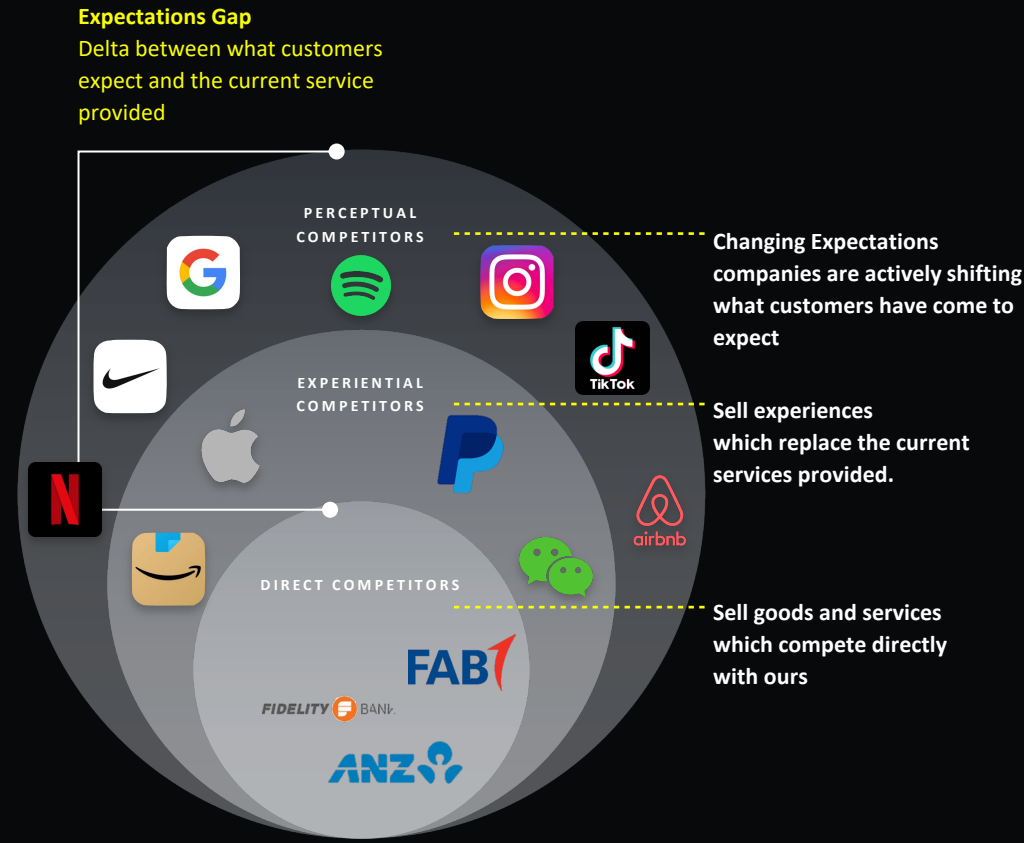 Expectations Gap
Delta between what customers
expect and the current service
provided
PERCEPTUAL
COMPETITORS
Changing Expectations
companies are actively shifting
what customers have come to
expect
TikTok
EXPERIENTIAL
COMPETITORS
Sell experiences
which replace the current
services provided.
N
airbnb
DIRECT COMPETITORS
Sell goods and services
which compete directly
with ours
FAB
FIDELITY BANK
ANZ